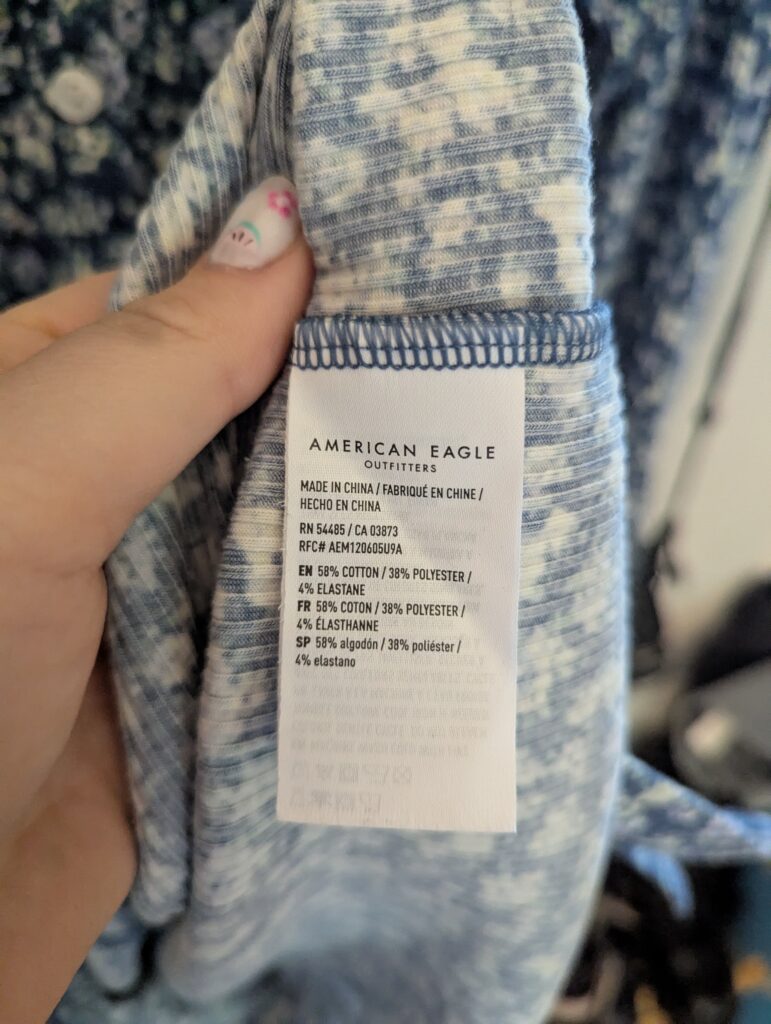 AMERICAN EAGLE
OUTFITTERS
MADE IN CHINA / FABRIQUÉ EN CHINE /
HECHO EN CHINA
RN 54485 / CA 03873
RFC# AEM120605U9A
EN 58% COTTON / 38% POLYESTER /
4% ELASTANE
FR 58% COTON / 38% POLYESTER /
4% ÉLASTHANNE
SP 58% algodón / 38% poliéster /
4% elastano